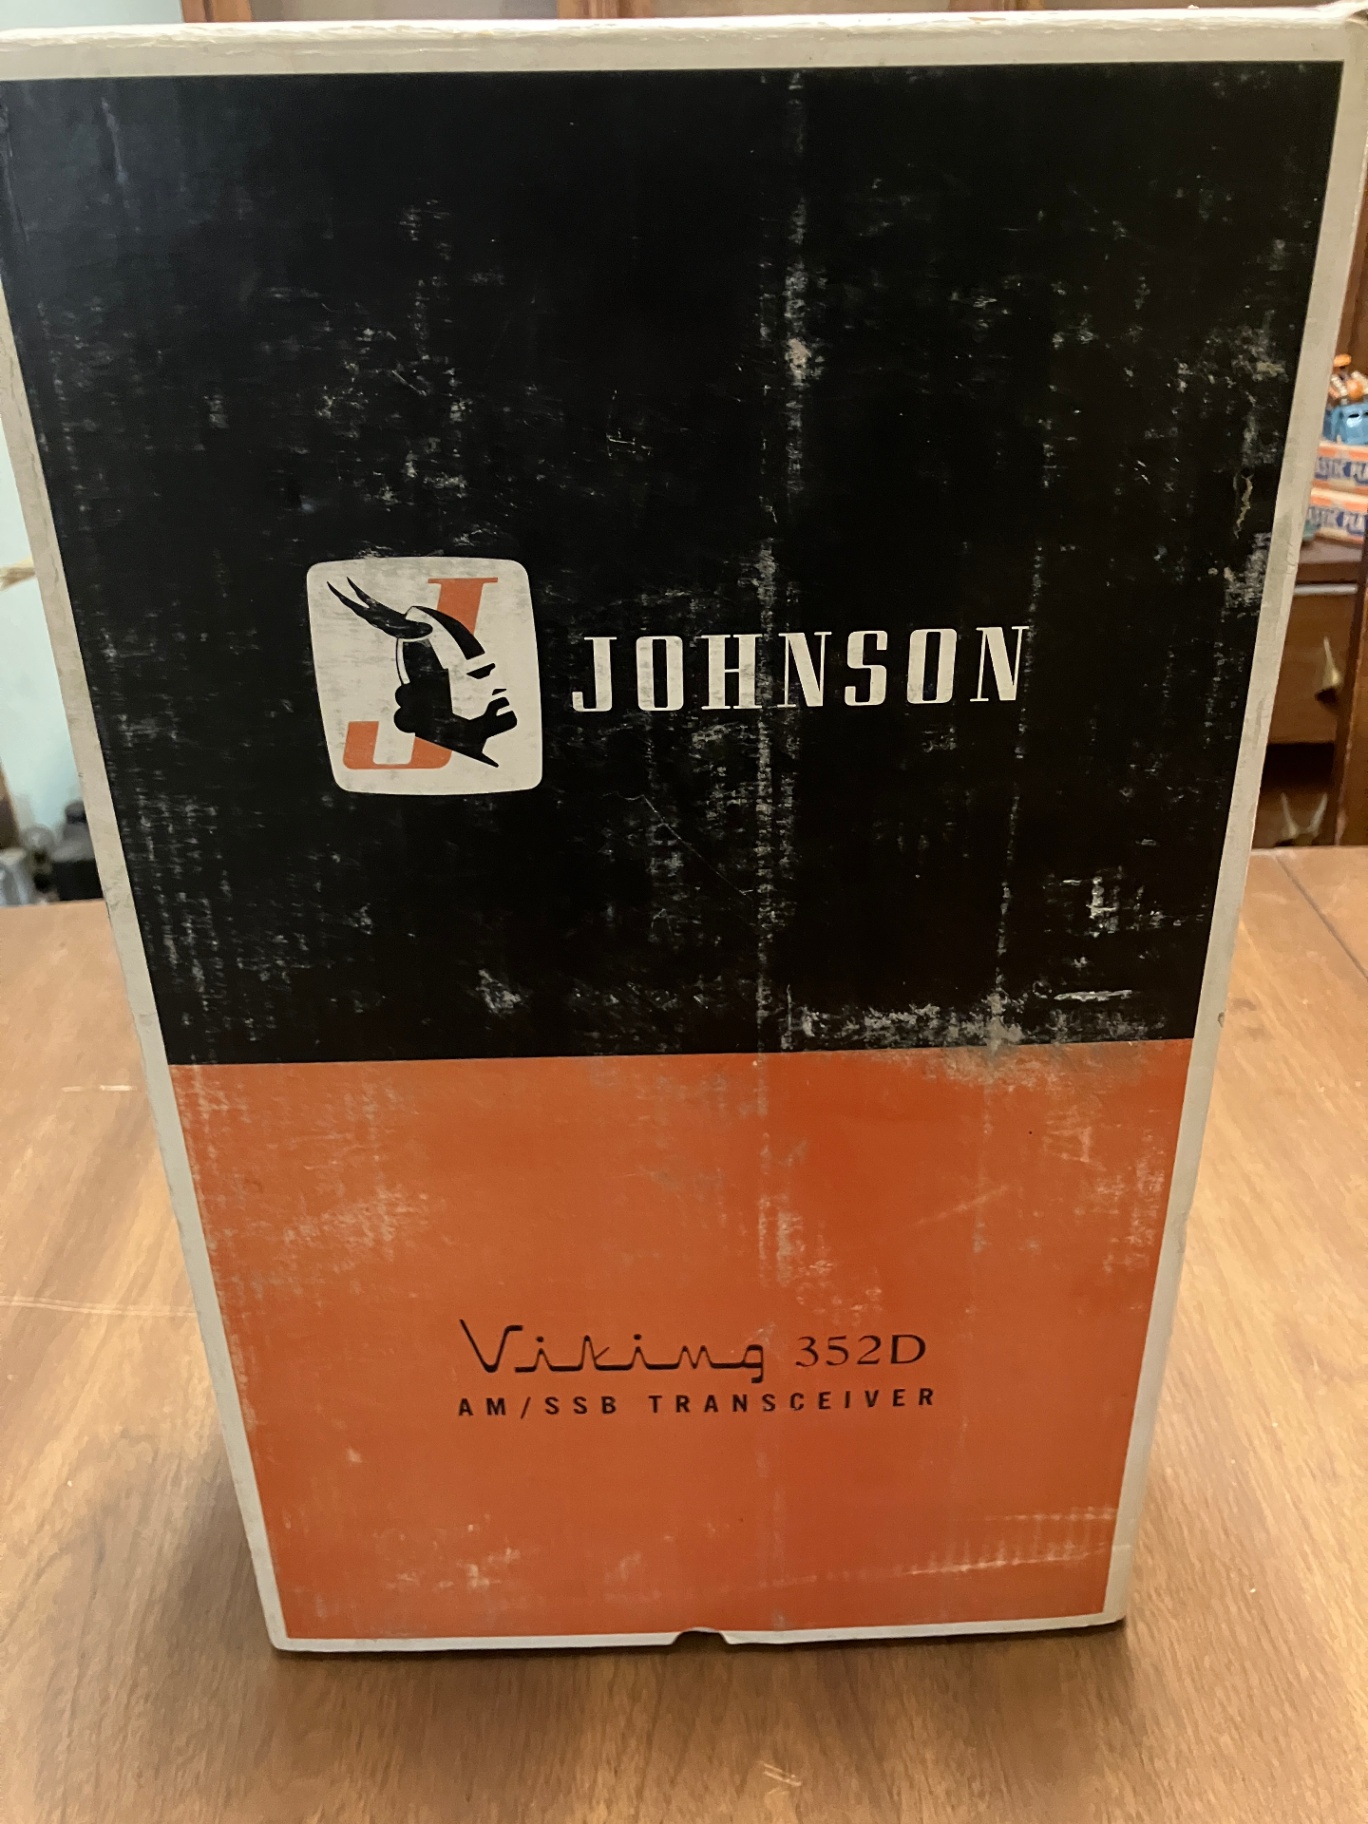 J
JOHNSON
Viking 352D
AM/SSB TRANSCEIVER